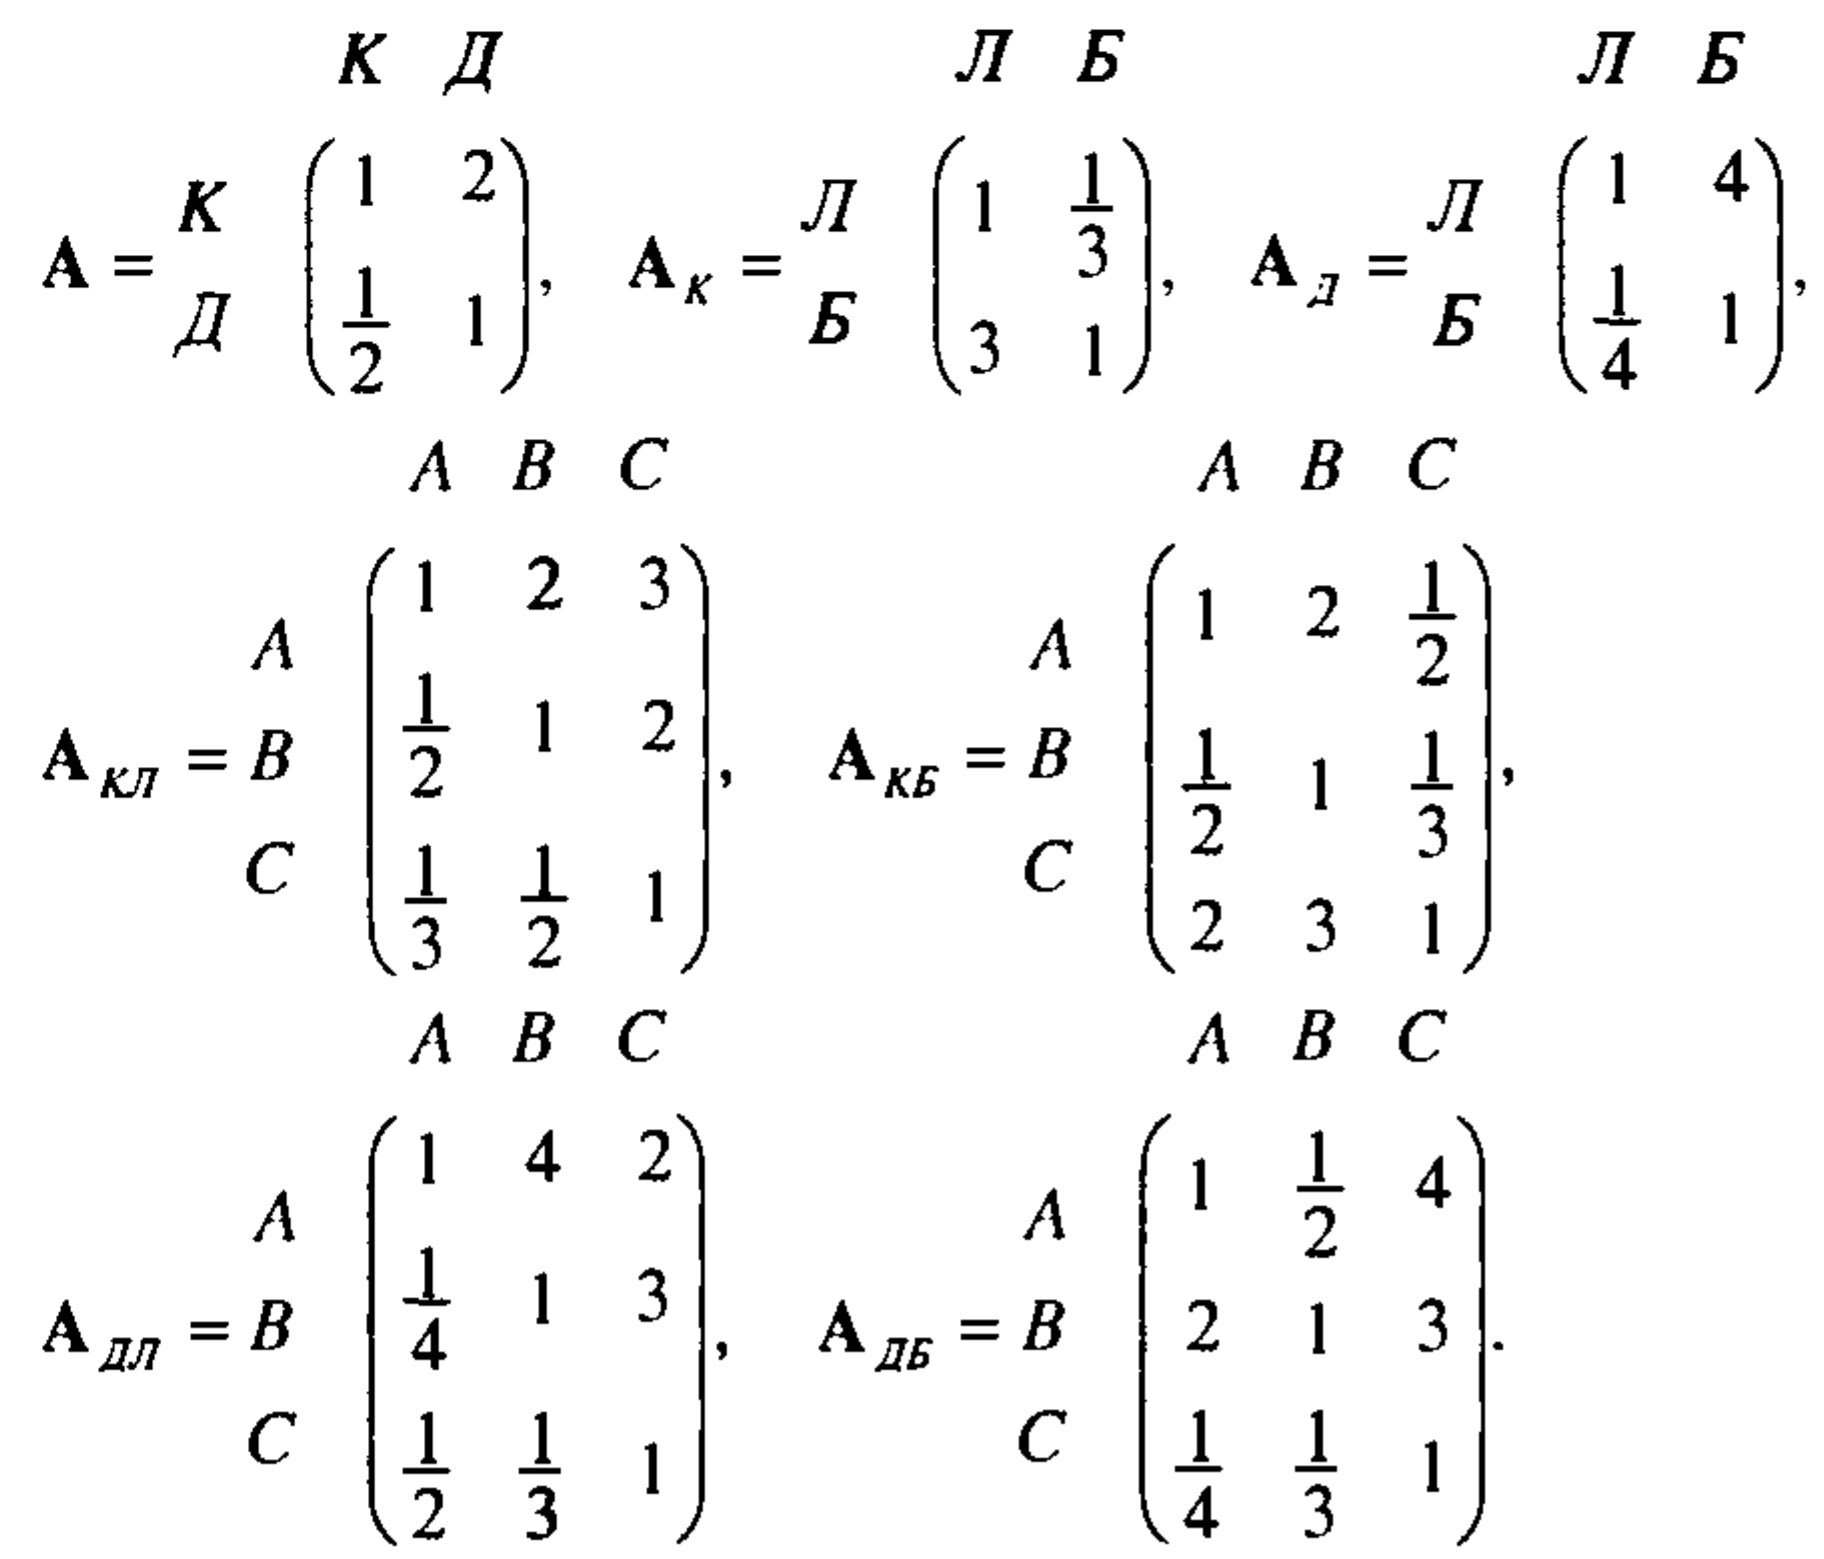 К Д Л Б Л Б
A = К ( 1 2 ) , A_К = Л ( 1 1/3 ) , A_Д = Л ( 1 4 ) ,
Д ( 1/2 1 ) Б ( 3 1 ) Б ( 1/4 1 )
A B C A B C
A ( 1 2 3 ) A ( 1 2 1/2 )
A_КЛ = B ( 1/2 1 2 ) , A_КБ = B ( 1/2 1 1/3 ) ,
C ( 1/3 1/2 1 ) C ( 2 3 1 )
A B C A B C
A ( 1 4 2 ) A ( 1 1/2 4 )
A_ДЛ = B ( 1/4 1 3 ) , A_ДБ = B ( 2 1 3 ) .
C ( 1/2 1/3 1 ) C ( 1/4 1/3 1 )